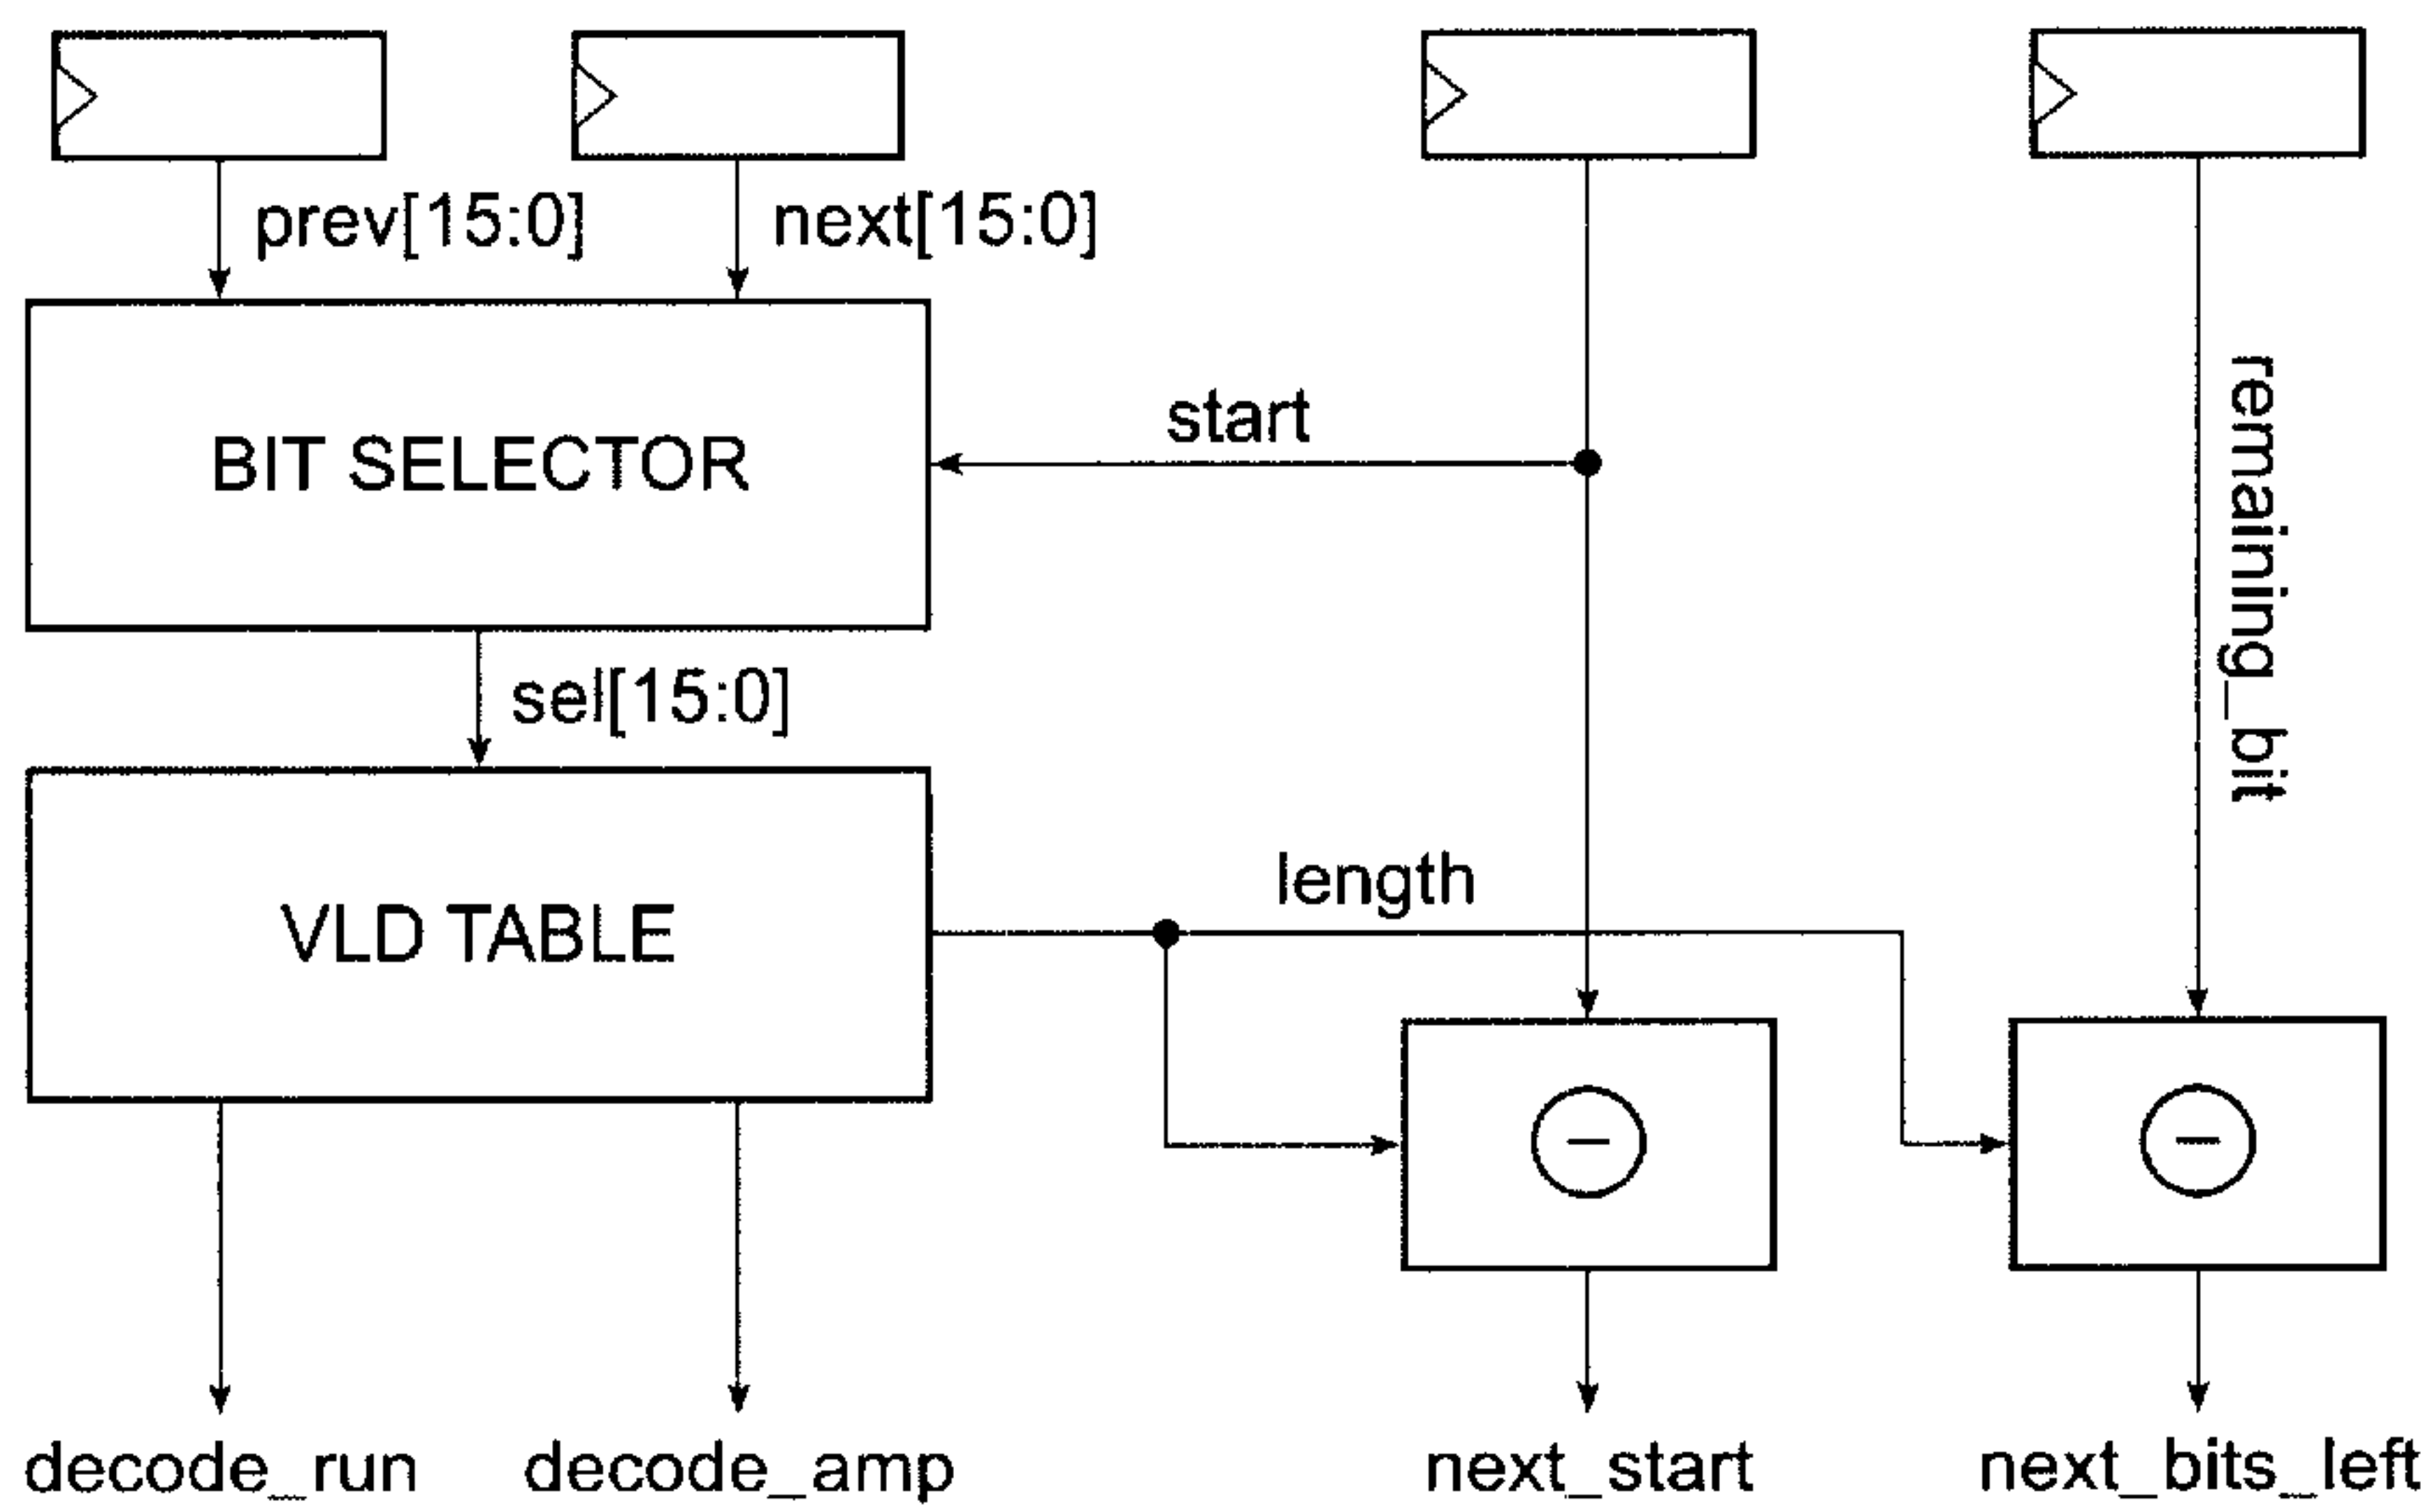 prev[15:0]
next[15:0]
start
BIT SELECTOR
remaining_bit
sel[15:0]
length
VLD TABLE
−
−
decode_run
decode_amp
next_start
next_bits_left